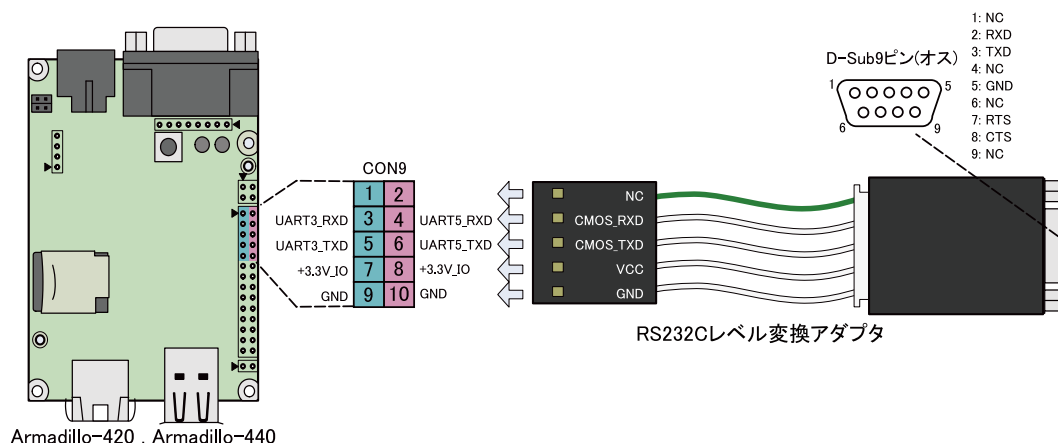 1: NC
2: RXD
3: TXD
4: NC
5: GND
6: NC
7: RTS
8: CTS
9: NC
D-Sub9ピン(オス)
1
5
6
9
CON9
1 2
UART3_RXD 3 4 UART5_RXD
UART3_TXD 5 6 UART5_TXD
+3.3V_IO 7 8 +3.3V_IO
GND 9 10 GND
NC
CMOS_RXD
CMOS_TXD
VCC
GND
RS232Cレベル変換アダプタ
Armadillo-420 , Armadillo-440